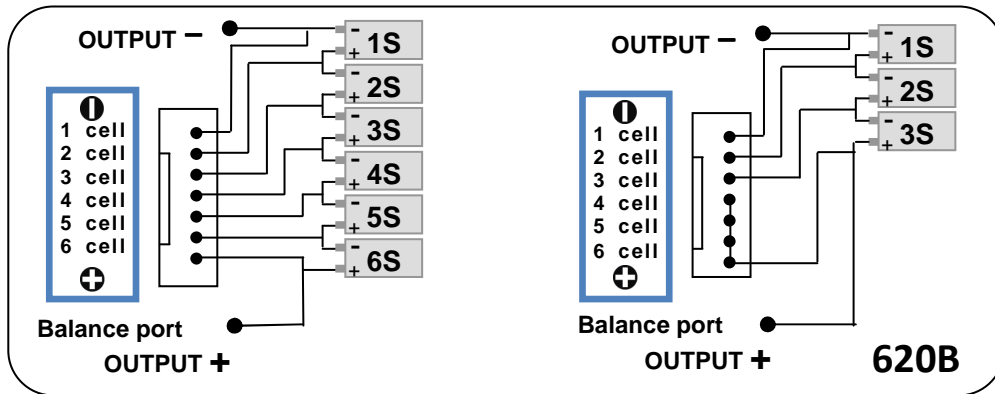 OUTPUT −
- 1S
+
- 2S
+
- 3S
+
- 4S
+
- 5S
+
- 6S
+
1 cell
2 cell
3 cell
4 cell
5 cell
6 cell
Balance port
OUTPUT +
OUTPUT −
- 1S
+
- 2S
+
- 3S
+
1 cell
2 cell
3 cell
4 cell
5 cell
6 cell
Balance port
OUTPUT +
620B